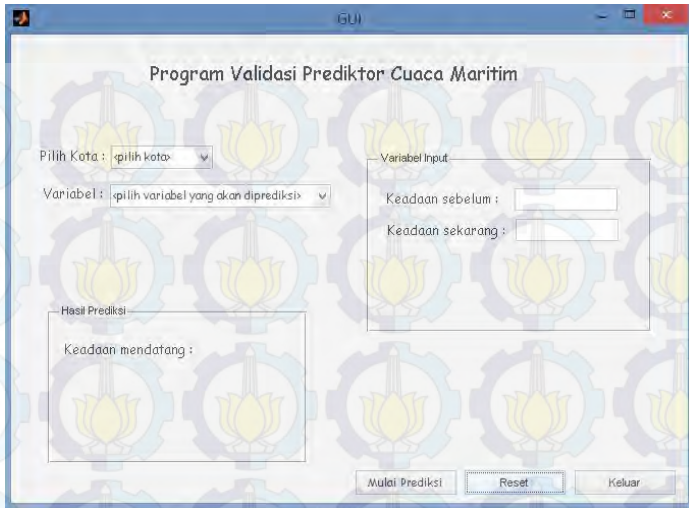 GUI
Program Validasi Prediktor Cuaca Maritim
Pilih Kota : <pilih kota>
Variabel : <pilih variabel yang akan diprediksi>
Variabel Input
Keadaan sebelum :
Keadaan sekarang :
Hasil Prediksi
Keadaan mendatang :
Mulai Prediksi Reset Keluar